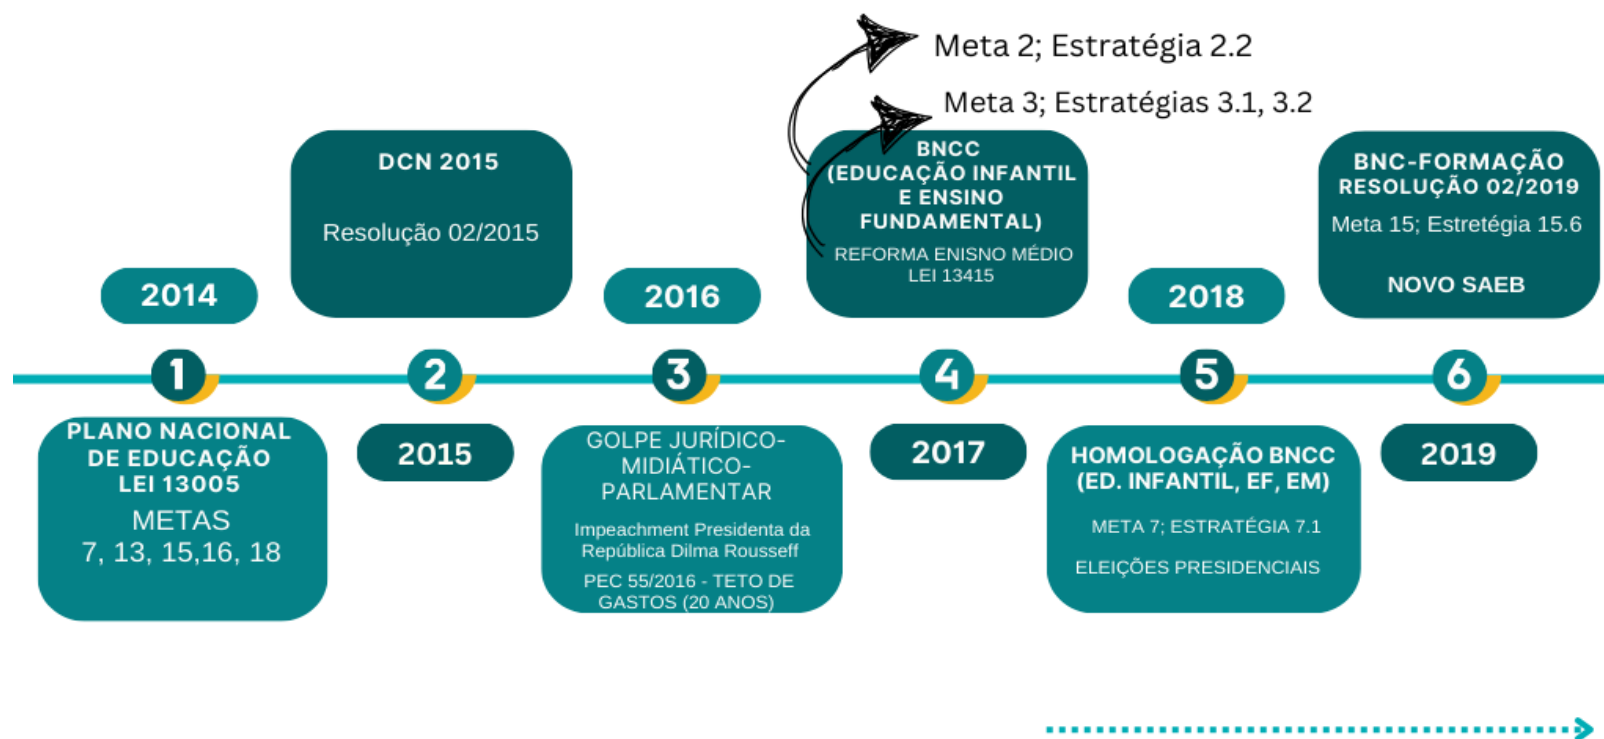 Meta 2; Estratégia 2.2
Meta 3; Estratégias 3.1, 3.2
DCN 2015
Resolução 02/2015
BNCC
(EDUCAÇÃO INFANTIL
E ENSINO
FUNDAMENTAL)
REFORMA ENISNO MÉDIO
LEI 13415
BNC-FORMAÇÃO
RESOLUÇÃO 02/2019
Meta 15; Estretégia 15.6
NOVO SAEB
2014
2016
2018
1
2
3
4
5
6
PLANO NACIONAL
DE EDUCAÇÃO
LEI 13005
METAS
7, 13, 15,16, 18
2015
GOLPE JURÍDICO-
MIDIÁTICO-
PARLAMENTAR
Impeachment Presidenta da
República Dilma Rousseff
PEC 55/2016 - TETO DE
GASTOS (20 ANOS)
2017
HOMOLOGAÇÃO BNCC
(ED. INFANTIL, EF, EM)
META 7; ESTRATÉGIA 7.1
ELEIÇÕES PRESIDENCIAIS
2019